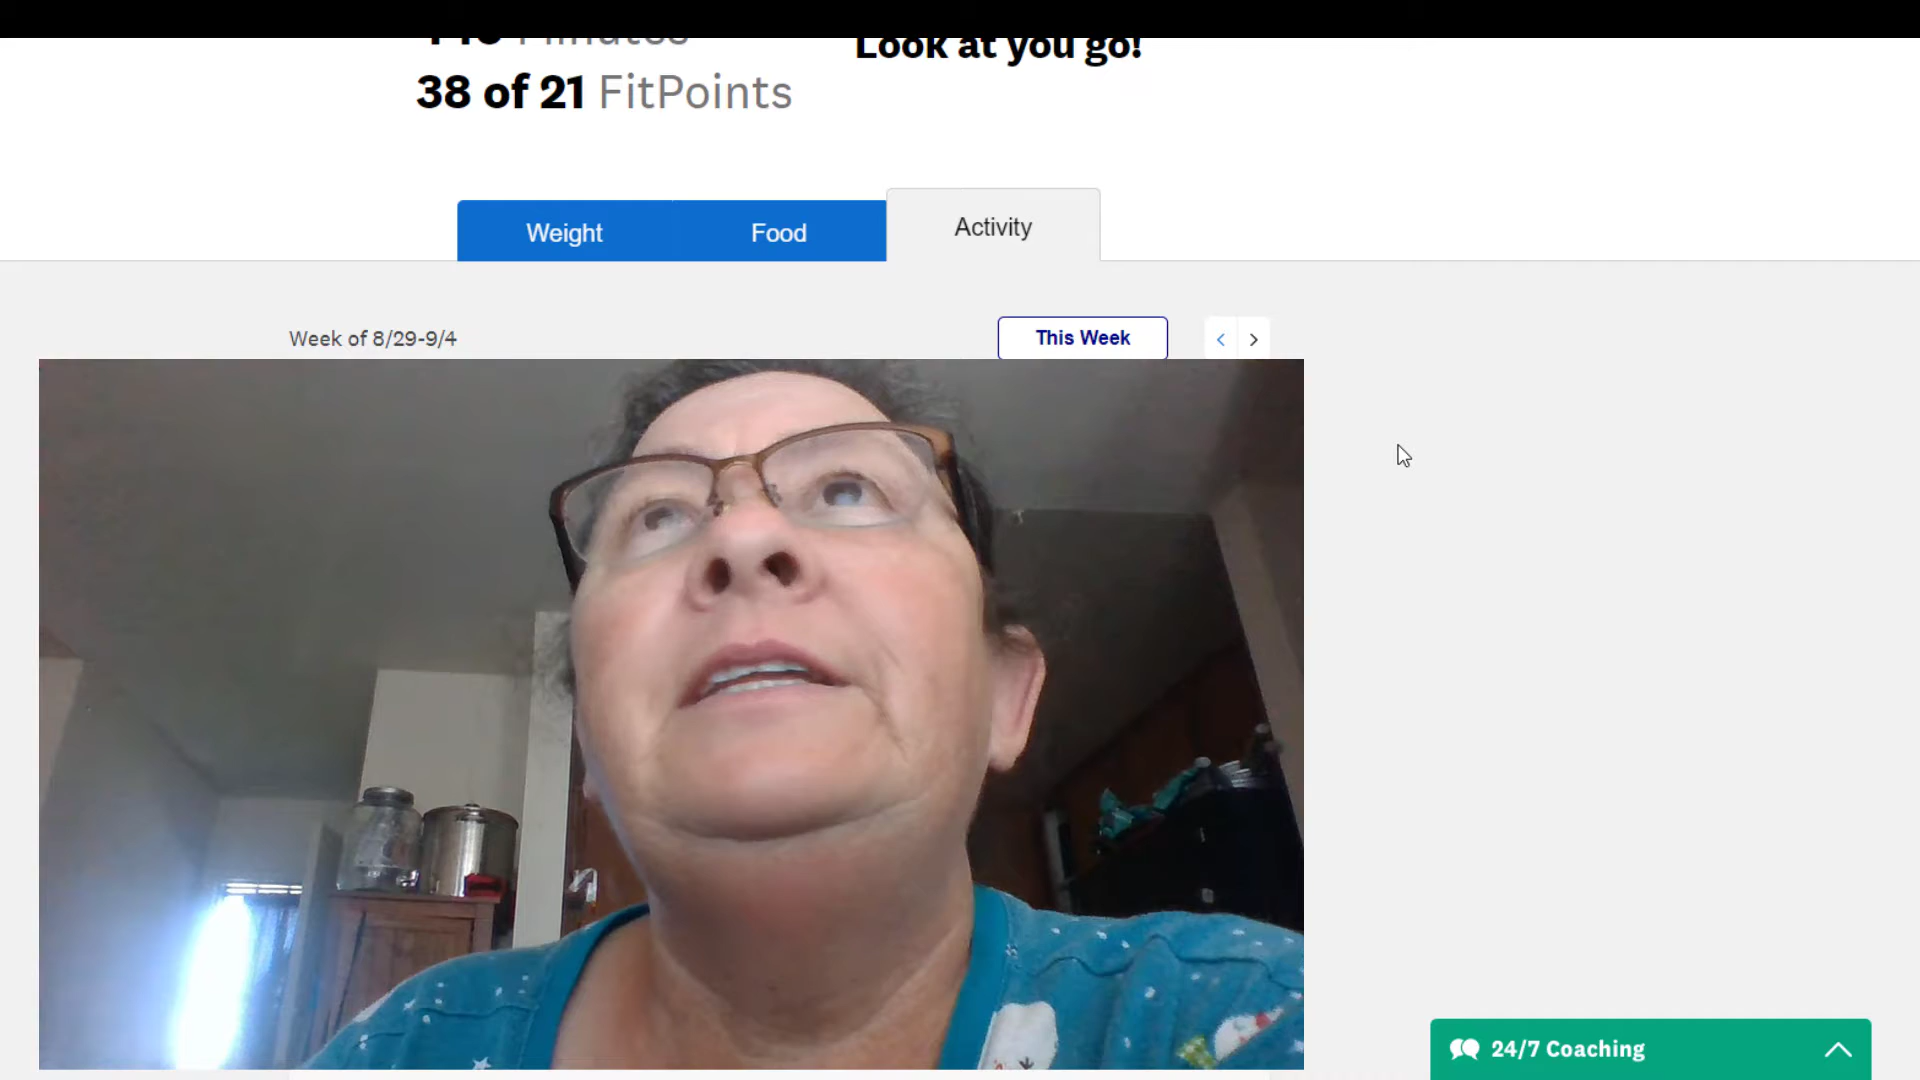 Look at you go!
38 of 21 FitPoints
Weight
Food
Activity
Week of 8/29-9/4
This Week
24/7 Coaching